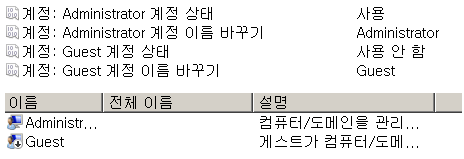 계정: Administrator 계정 상태 사용
계정: Administrator 계정 이름 바꾸기 Administrator
계정: Guest 계정 상태 사용 안 함
계정: Guest 계정 이름 바꾸기 Guest
이름 전체 이름 설명
Administr... 컴퓨터/도메인을 관리...
Guest 게스트가 컴퓨터/도메...